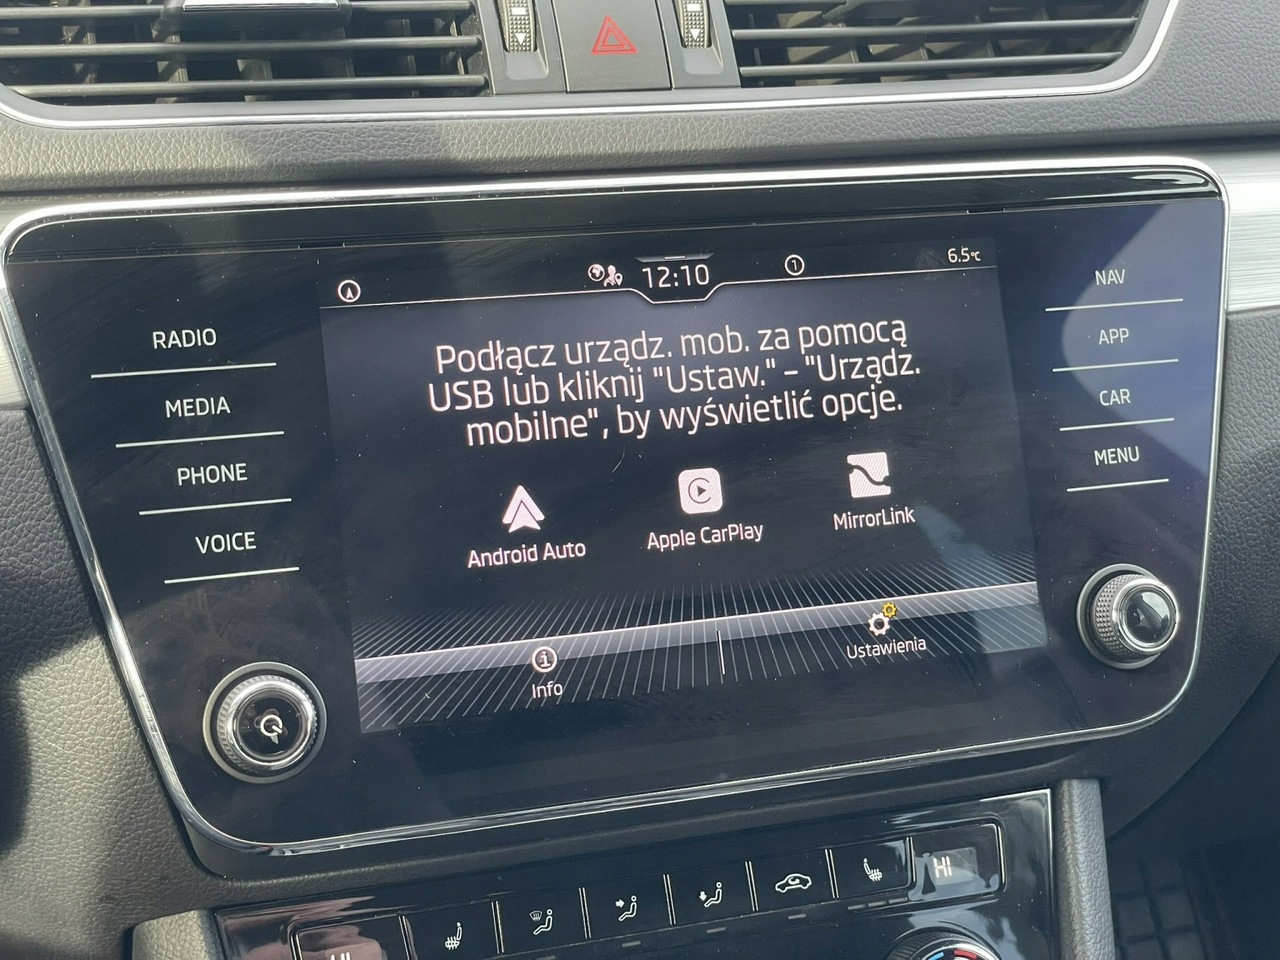 12:10
6.5°C
RADIO
MEDIA
PHONE
VOICE
Podłącz urządz. mob. za pomocą
USB lub kliknij "Ustaw." – "Urządz.
mobilne", by wyświetlić opcje.
Android Auto
Apple CarPlay
MirrorLink
Info
Ustawienia
NAV
APP
CAR
MENU
HI